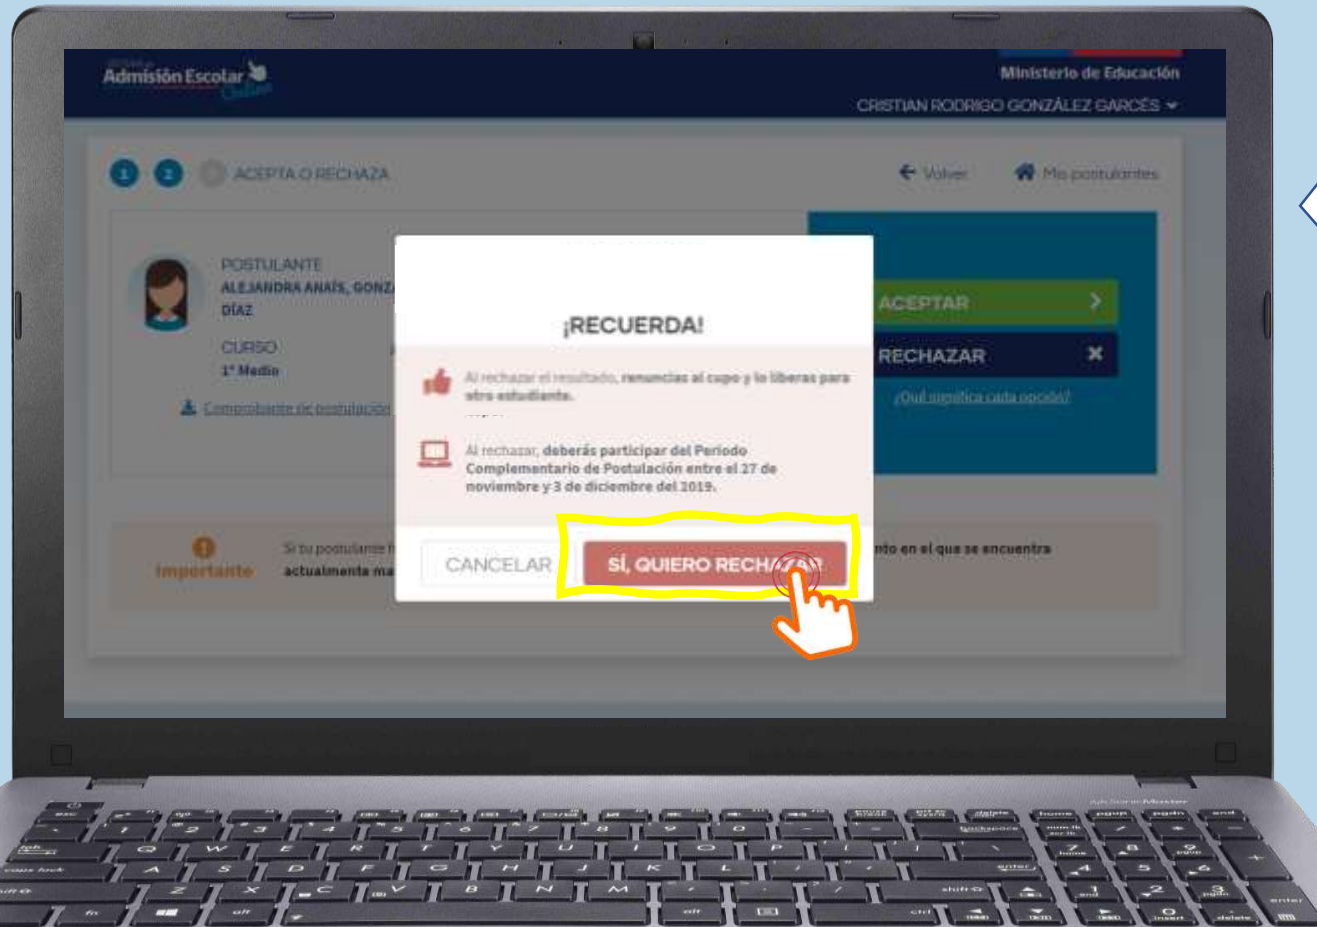 Admisión Escolar
Online
Ministerio de Educación
CRISTIAN RODRIGO GONZÁLEZ GARCÉS
1 2 ACEPTA O RECHAZA
Volver
Mis postulantes
POSTULANTE
ALEJANDRA ANAÍS, GONZ
DÍAZ
CURSO
1° Medio
Comprobante de postulación
ACEPTAR
RECHAZAR
¿Qué significa cada opción?
¡RECUERDA!
Al rechazar el resultado, renuncias al cupo y lo liberas para
otro estudiante.
Al rechazar, deberás participar del Periodo
Complementario de Postulación entre el 27 de
noviembre y 3 de diciembre del 2019.
CANCELAR
SÍ, QUIERO RECHAZAR
Importante
Si tu postulante
actualmente ma
nto en el que se encuentra